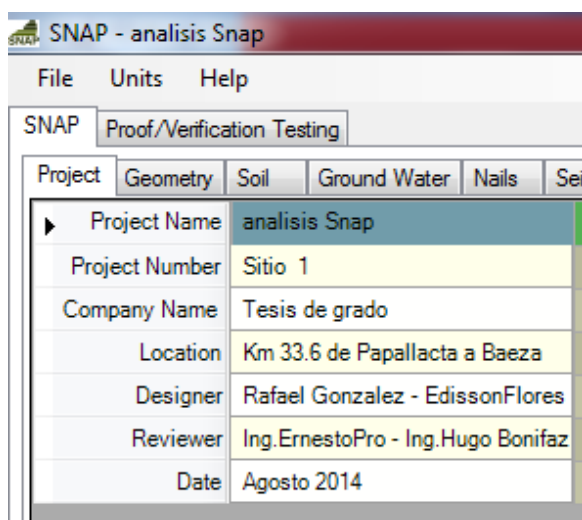 SNAP SNAP - analisis Snap
File Units Help
SNAP Proof/Verification Testing
Project Geometry Soil Ground Water Nails Sei
Project Name analisis Snap
Project Number Sitio 1
Company Name Tesis de grado
Location Km 33.6 de Papallacta a Baeza
Designer Rafael Gonzalez - EdissonFlores
Reviewer Ing.ErnestoPro - Ing.Hugo Bonifaz
Date Agosto 2014